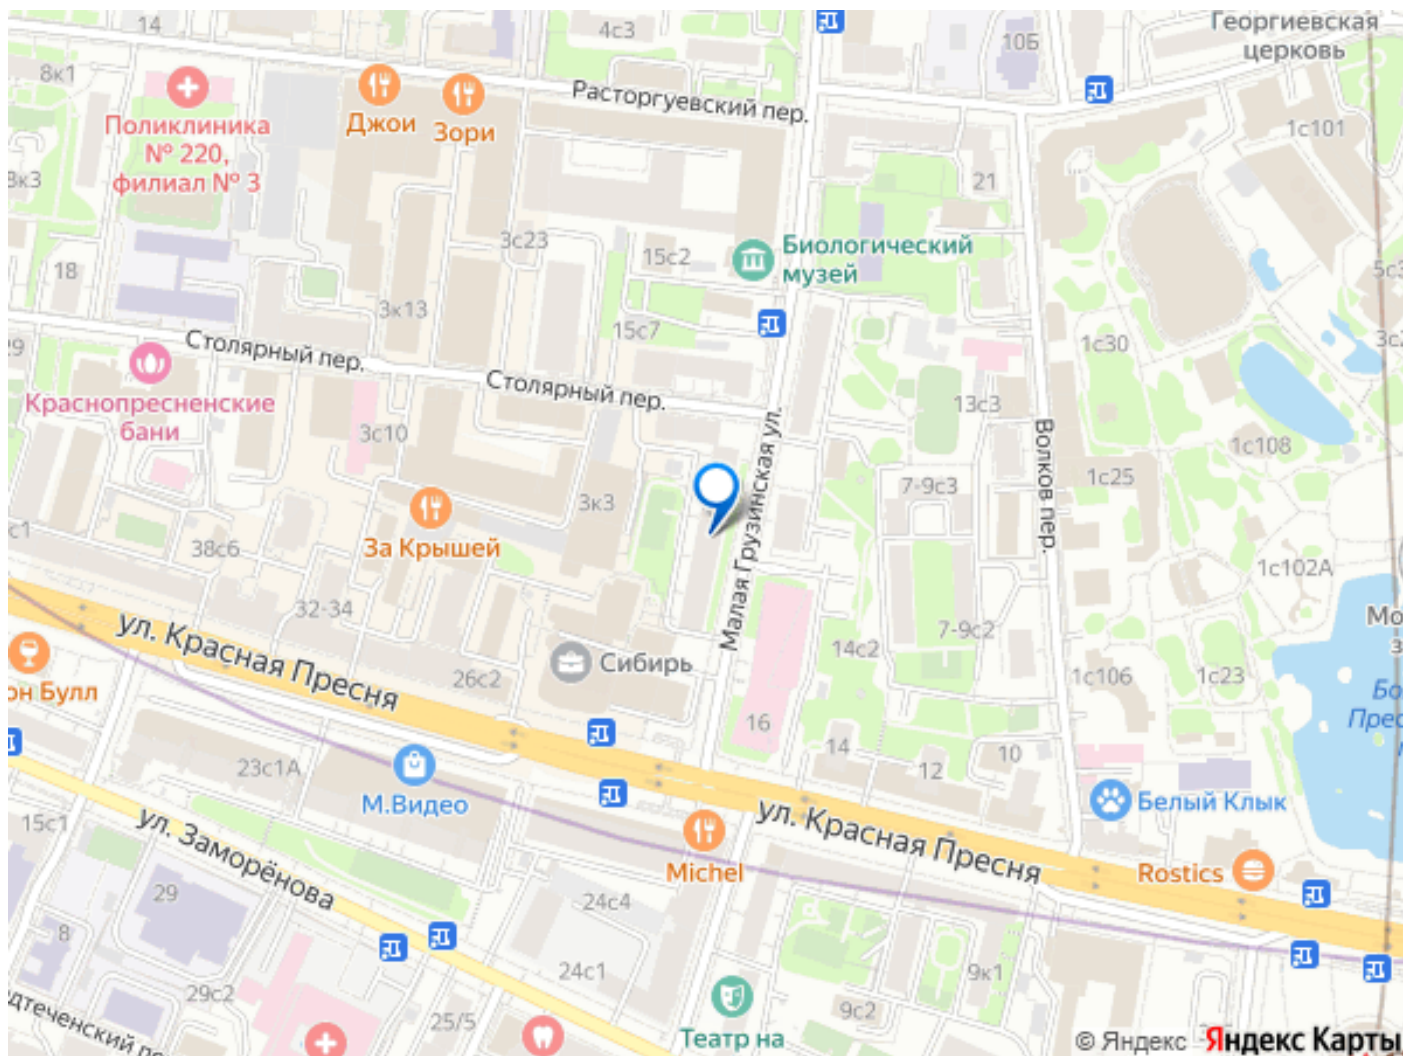 14
4с3
10Б
Георгиевская
церковь
8к1
Джои
Зори
Расторгуевский пер.
Поликлиника
№ 220,
филиал № 3
1с101
21
3с23
15с2
Биологический
музей
18
3к13
15с7
Столярный пер.
1с30
Столярный пер.
Краснопресненские
бани
13с3
3с10
Малая Грузинская ул.
Волков пер.
1с108
1с25
7-9с3
3к3
За Крышей
38с6
1с102А
32-34
ул. Красная Пресня
7-9с2
14с2
Сибирь
26с2
1с106
1с23
16
14
12
10
23с1А
М.Видео
Белый Клык
15с1
ул. Заморёнова
ул. Красная Пресня
Michel
Rostics
29
24с4
8
24с1
9к1
29с2
25/5
9с2
Театр на
© Яндекс
Яндекс Карты